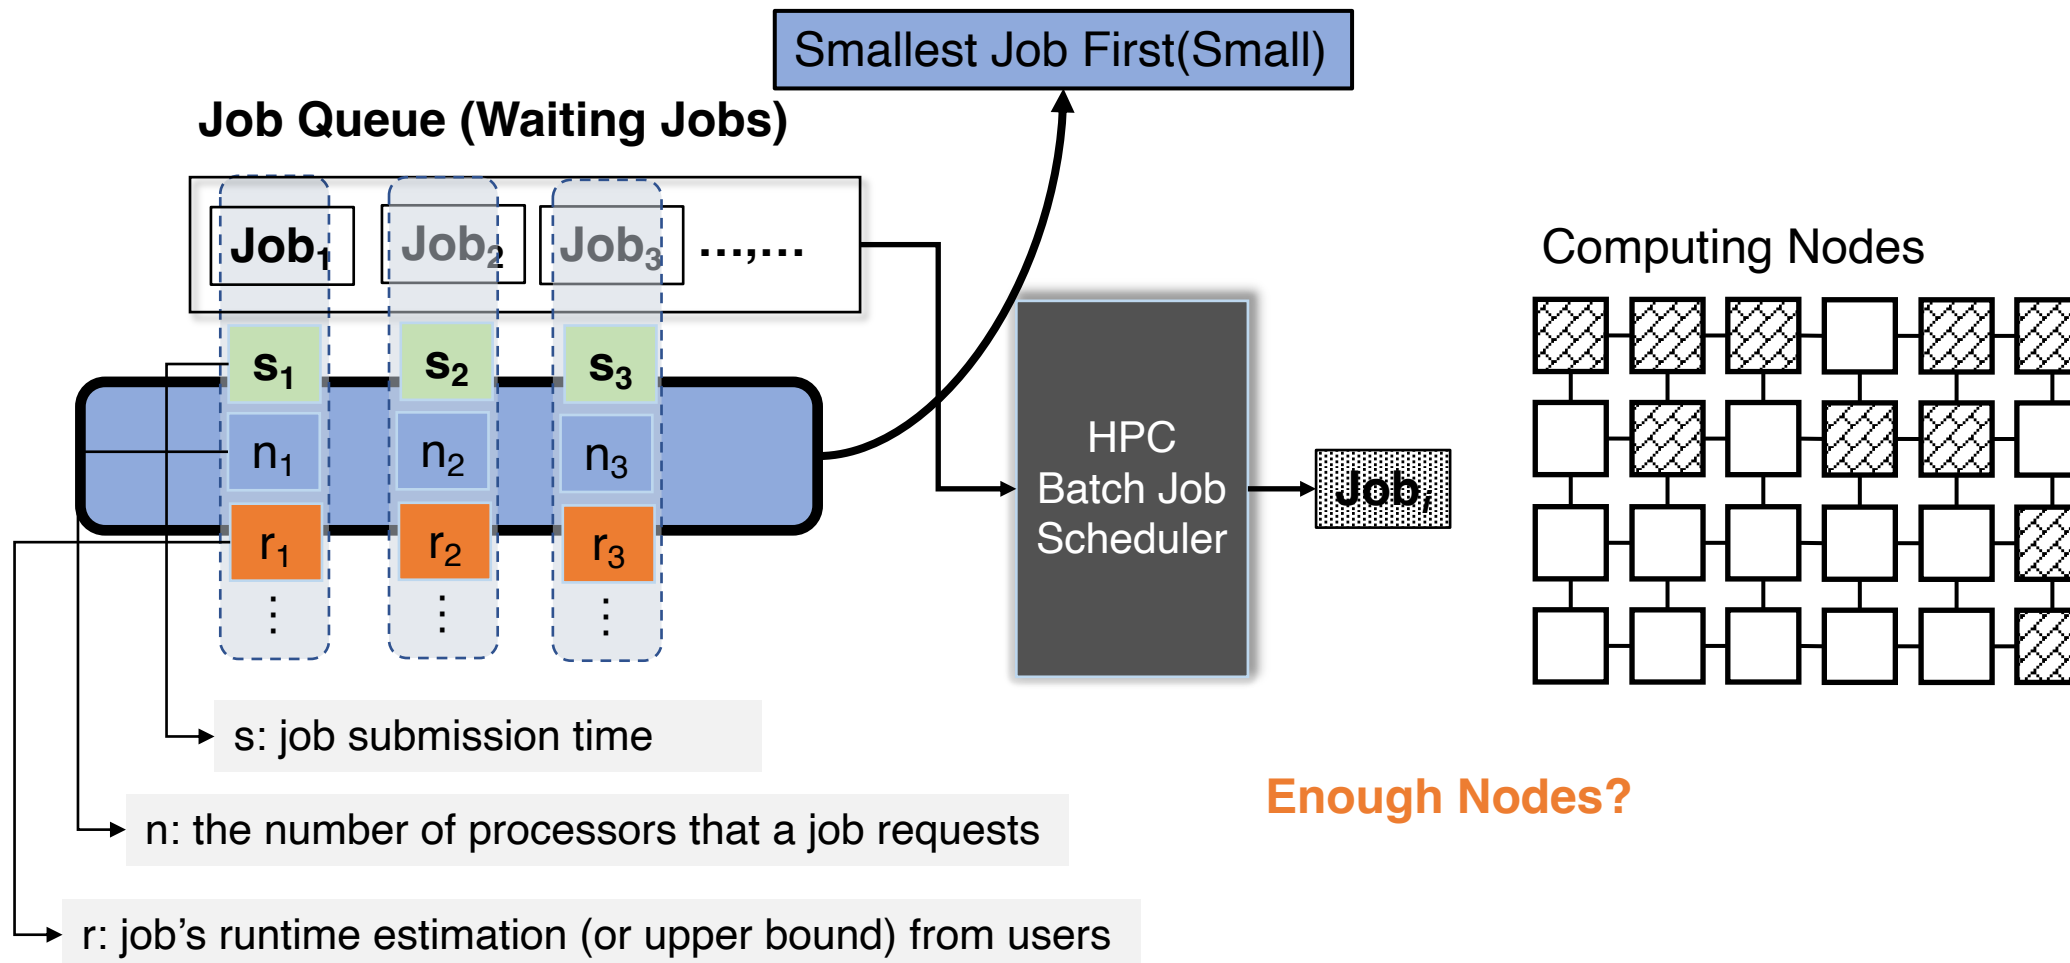 Smallest Job First(Small)
Job Queue (Waiting Jobs)
Job₁ Job₂ Job₃ ...,...
Computing Nodes
s₁ s₂ s₃
n₁ n₂ n₃
r₁ r₂ r₃
⋮ ⋮ ⋮
HPC
Batch Job
Scheduler
Jobᵢ
s: job submission time
n: the number of processors that a job requests
r: job’s runtime estimation (or upper bound) from users
Enough Nodes?